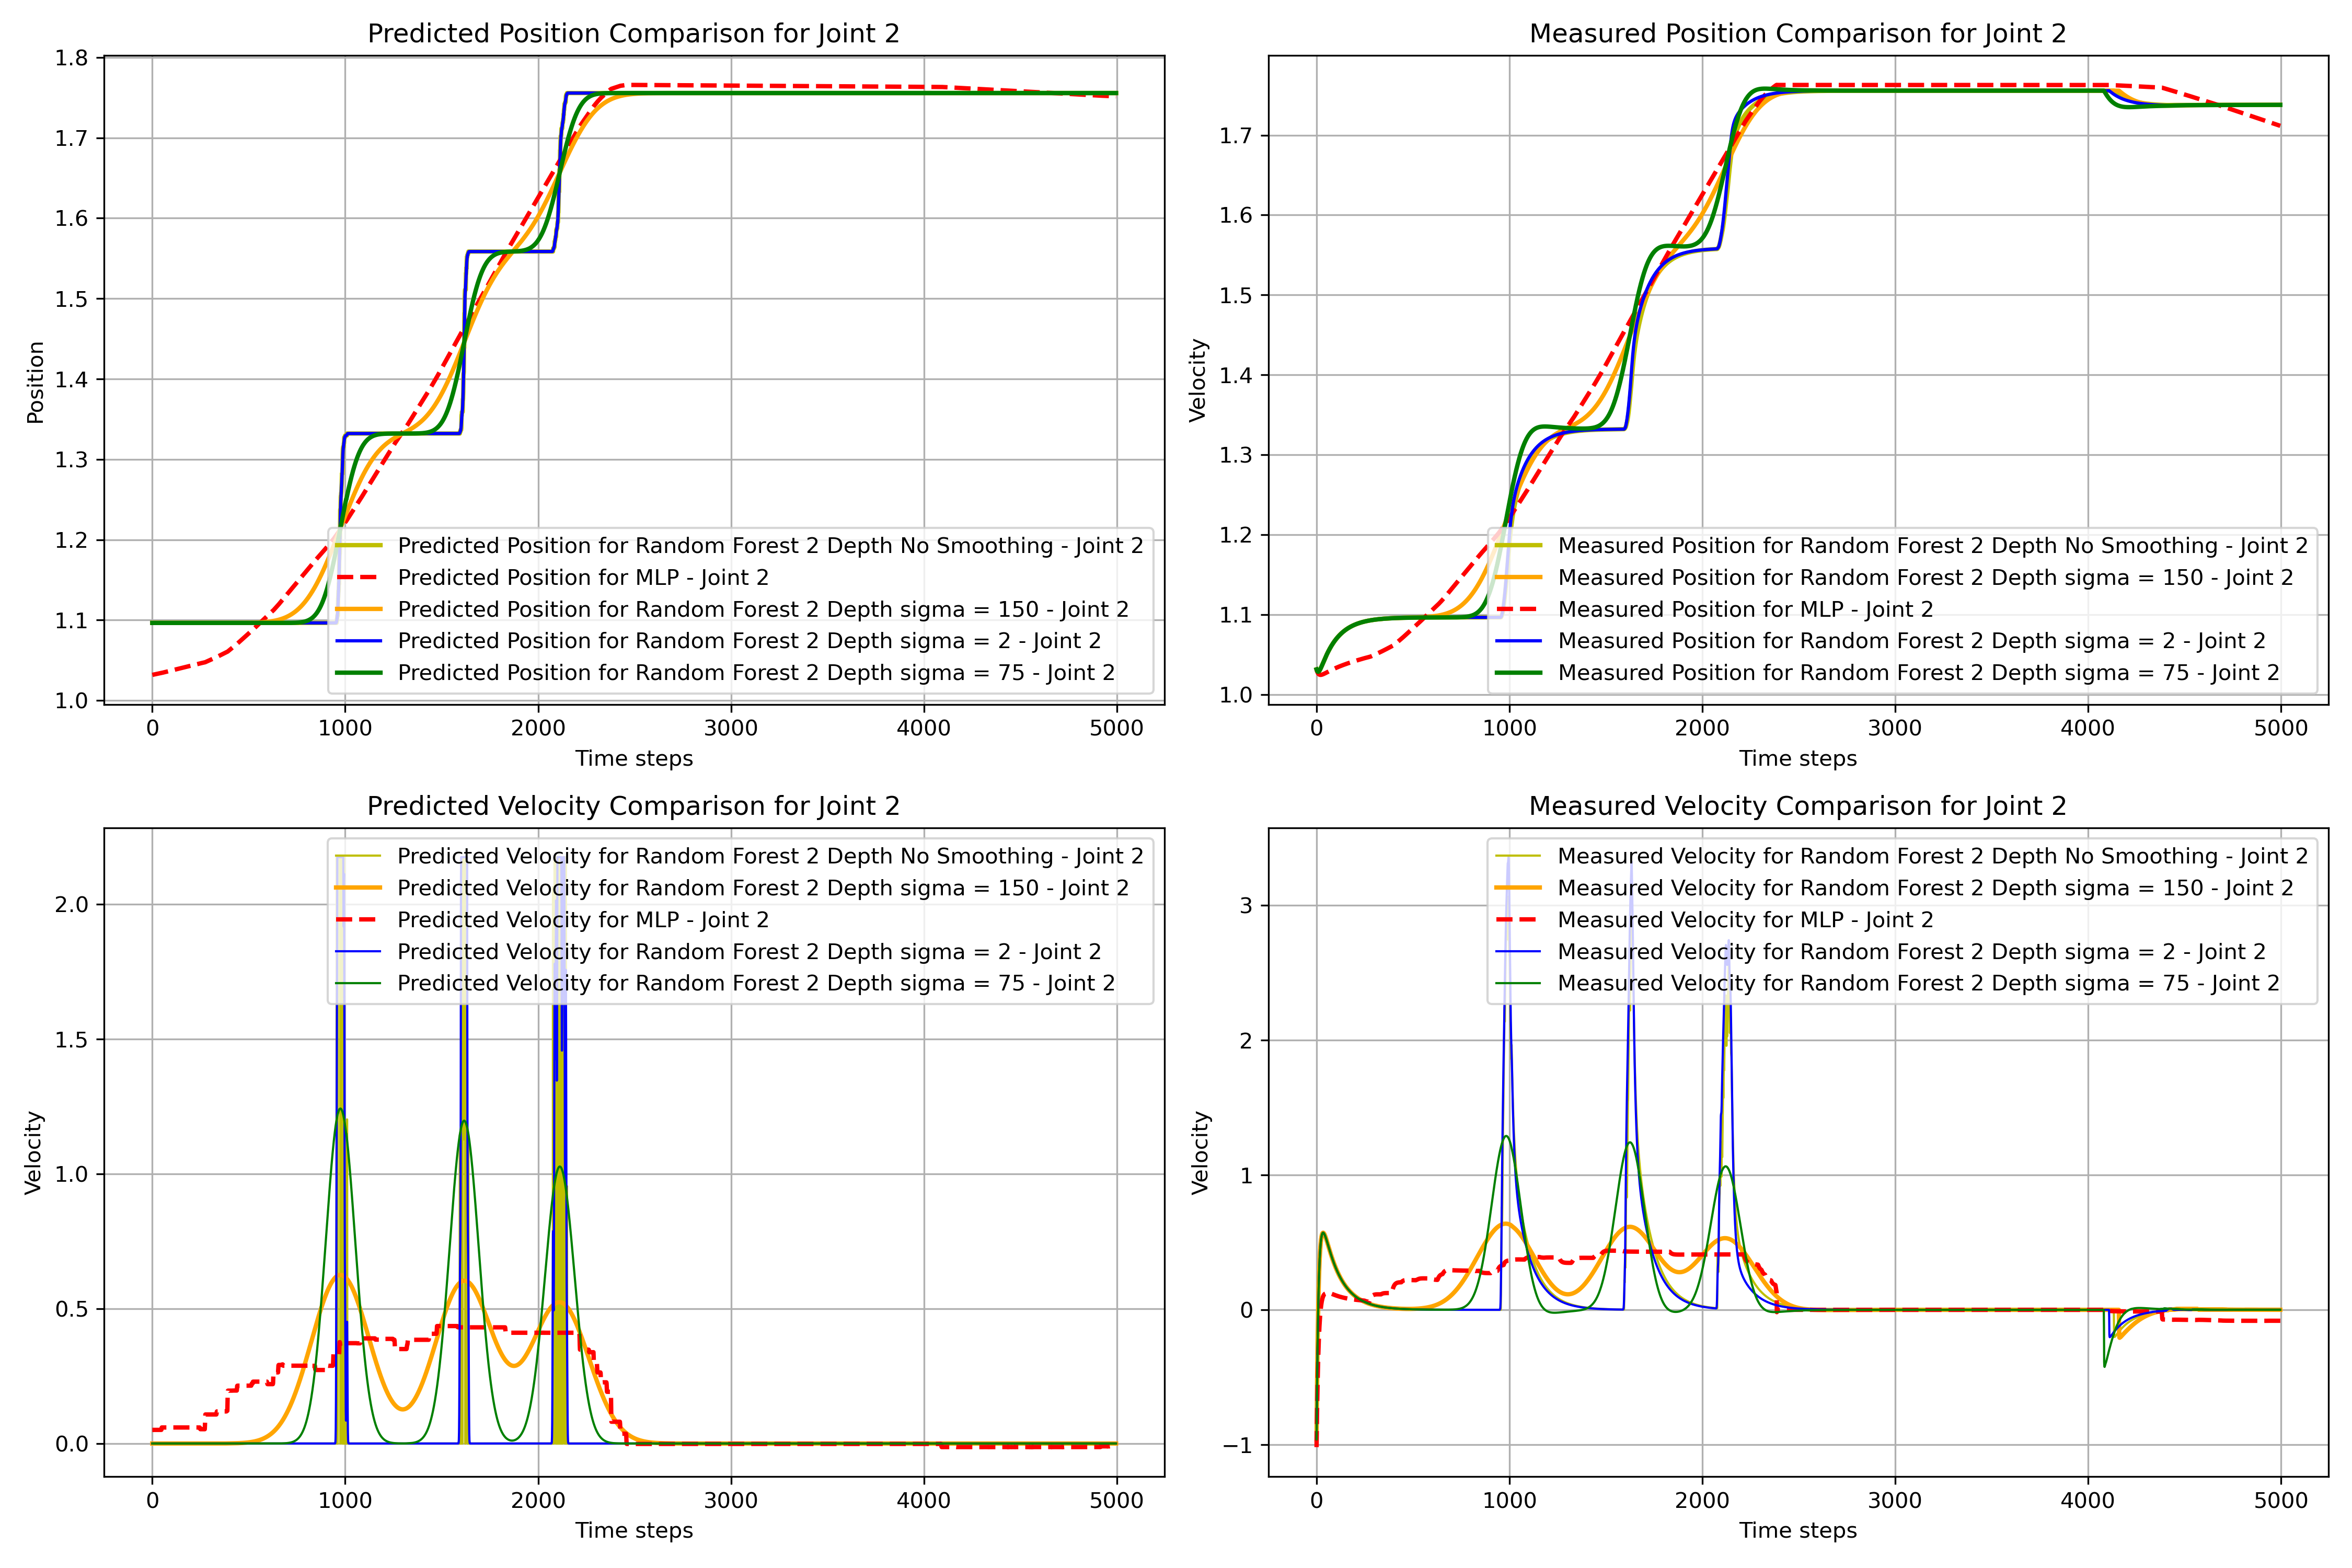 Predicted Position Comparison for Joint 2
Position
1.8
1.7
1.6
1.5
1.4
1.3
1.2
1.1
1.0
Predicted Position for Random Forest 2 Depth No Smoothing - Joint 2
Predicted Position for MLP - Joint 2
Predicted Position for Random Forest 2 Depth sigma = 150 - Joint 2
Predicted Position for Random Forest 2 Depth sigma = 2 - Joint 2
Predicted Position for Random Forest 2 Depth sigma = 75 - Joint 2
0 1000 2000 3000 4000 5000
Time steps
Measured Position Comparison for Joint 2
Velocity
1.7
1.6
1.5
1.4
1.3
1.2
1.1
1.0
Measured Position for Random Forest 2 Depth No Smoothing - Joint 2
Measured Position for Random Forest 2 Depth sigma = 150 - Joint 2
Measured Position for MLP - Joint 2
Measured Position for Random Forest 2 Depth sigma = 2 - Joint 2
Measured Position for Random Forest 2 Depth sigma = 75 - Joint 2
0 1000 2000 3000 4000 5000
Time steps
Predicted Velocity Comparison for Joint 2
Velocity
2.0
1.5
1.0
0.5
0.0
Predicted Velocity for Random Forest 2 Depth No Smoothing - Joint 2
Predicted Velocity for Random Forest 2 Depth sigma = 150 - Joint 2
Predicted Velocity for MLP - Joint 2
Predicted Velocity for Random Forest 2 Depth sigma = 2 - Joint 2
Predicted Velocity for Random Forest 2 Depth sigma = 75 - Joint 2
0 1000 2000 3000 4000 5000
Time steps
Measured Velocity Comparison for Joint 2
Velocity
3
2
1
0
−1
Measured Velocity for Random Forest 2 Depth No Smoothing - Joint 2
Measured Velocity for Random Forest 2 Depth sigma = 150 - Joint 2
Measured Velocity for MLP - Joint 2
Measured Velocity for Random Forest 2 Depth sigma = 2 - Joint 2
Measured Velocity for Random Forest 2 Depth sigma = 75 - Joint 2
0 1000 2000 3000 4000 5000
Time steps